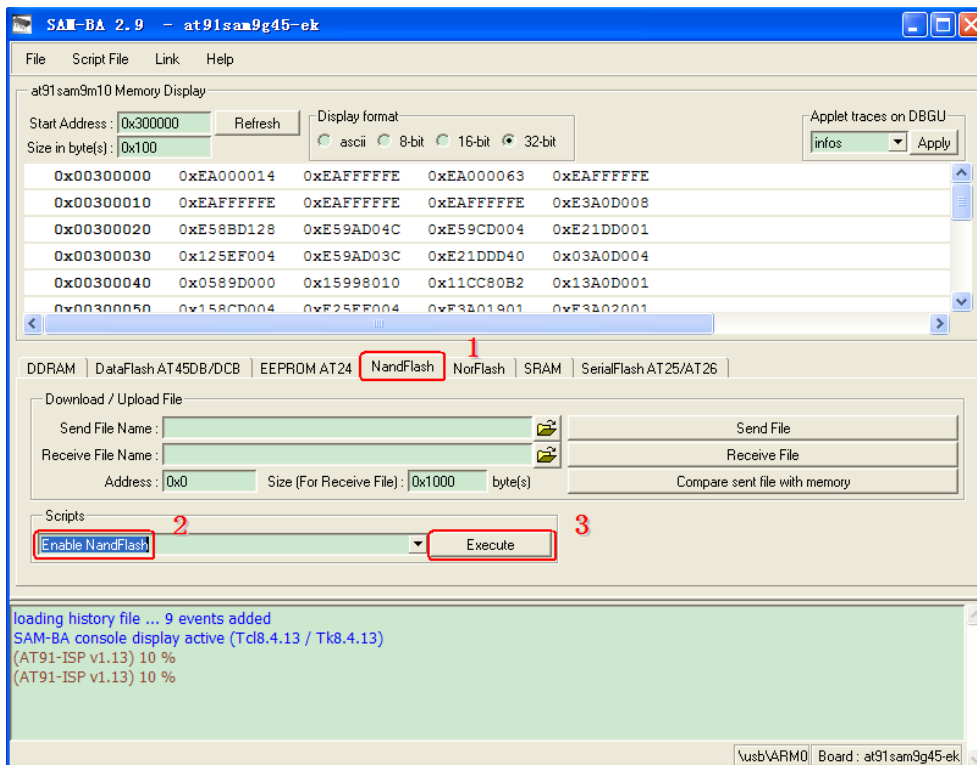 SAM-BA 2.9 - at91sam9g45-ek
File Script File Link Help
at91sam9m10 Memory Display
Start Address : 0x300000 Refresh
Size in byte(s) : 0x100
Display format
ascii 8-bit 16-bit 32-bit
Applet traces on DBGU
infos Apply
0x00300000 0xEA000014 0xEAFFFFFE 0xEA000063 0xEAFFFFFE
0x00300010 0xEAFFFFFE 0xEAFFFFFE 0xEAFFFFFE 0xE3A0D008
0x00300020 0xE58BD128 0xE59AD04C 0xE59CD004 0xE21DD001
0x00300030 0x125EF004 0xE59AD03C 0xE21DDD40 0x03A0D004
0x00300040 0x0589D000 0x15998010 0x11CC80B2 0x13A0D001
0x00300050 0x158CD004 0xE25EF004 0xE3A01901 0xE3A02001
1
DDRAM DataFlash AT45DB/DCB EEPROM AT24 NandFlash NorFlash SRAM SerialFlash AT25/AT26
Download / Upload File
Send File Name : Send File
Receive File Name : Receive File
Address : 0x0 Size (For Receive File) : 0x1000 byte(s) Compare sent file with memory
Scripts
2 3
Enable NandFlash Execute
loading history file ... 9 events added
SAM-BA console display active (Tcl8.4.13 / Tk8.4.13)
(AT91-ISP v1.13) 10 %
(AT91-ISP v1.13) 10 %
\usb\ARM0 Board : at91sam9g45-ek